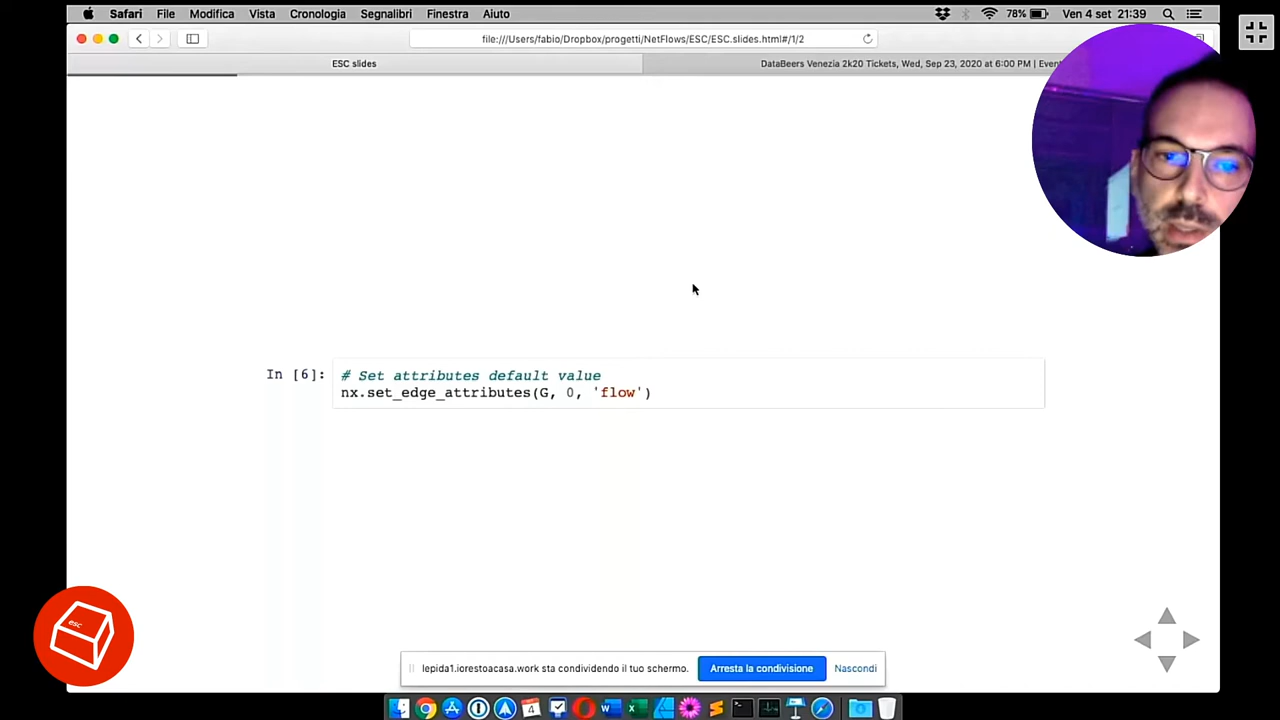 Safari File Modifica Vista Cronologia Segnalibri Finestra Aiuto 78% Ven 4 set 21:39
file:///Users/fabio/Dropbox/progetti/NetFlows/ESC/ESC.slides.html#/1/2
ESC slides
DataBeers Venezia 2k20 Tickets, Wed, Sep 23, 2020 at 6:00 PM | Event
In [6]:
# Set attributes default value
nx.set_edge_attributes(G, 0, 'flow')
esc
lepida1.iorestoacasa.work sta condividendo il tuo schermo. Arresta la condivisione Nascondi